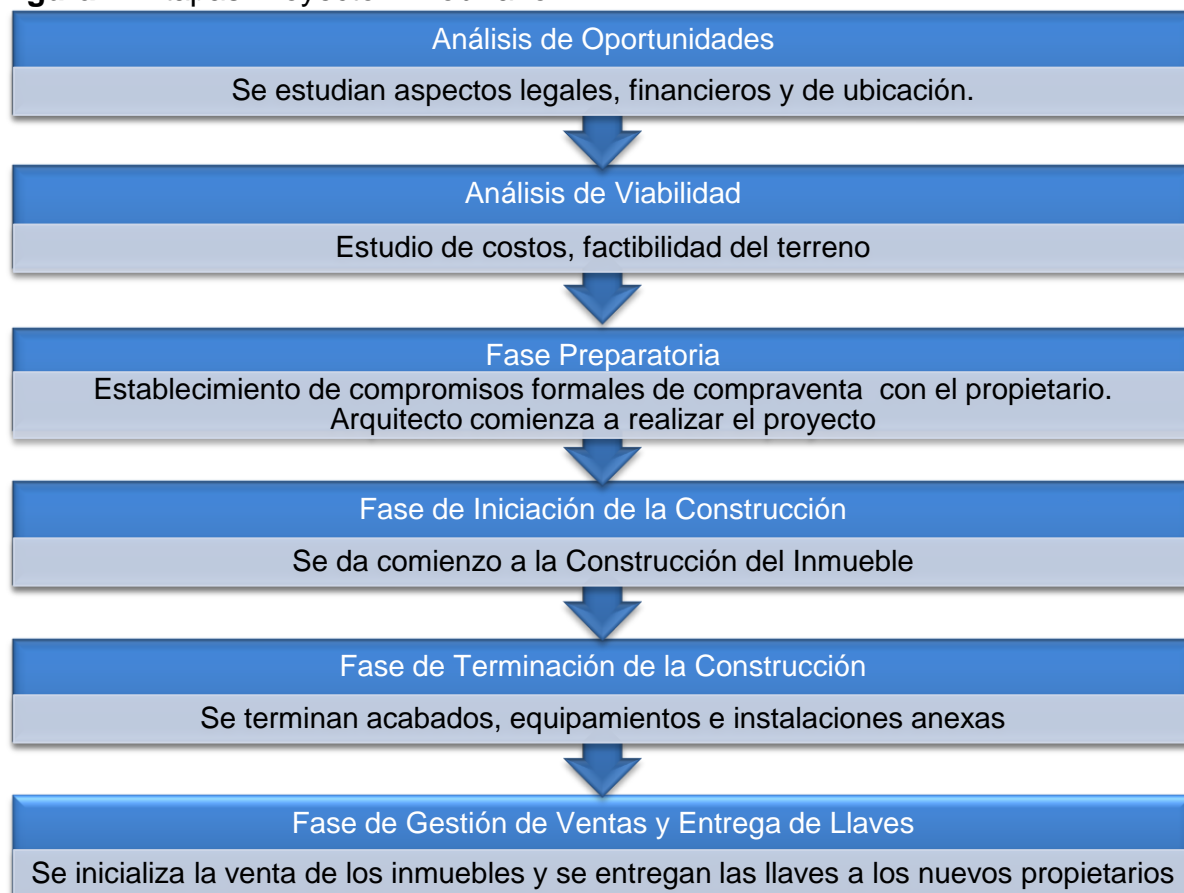 Análisis de Oportunidades
Se estudian aspectos legales, financieros y de ubicación.
Análisis de Viabilidad
Estudio de costos, factibilidad del terreno
Fase Preparatoria
Establecimiento de compromisos formales de compraventa  con el propietario.
Arquitecto comienza a realizar el proyecto
Fase de Iniciación de la Construcción
Se da comienzo a la Construcción del Inmueble
Fase de Terminación de la Construcción
Se terminan acabados, equipamientos e instalaciones anexas
Fase de Gestión de Ventas y Entrega de Llaves
Se inicializa la venta de los inmuebles y se entregan las llaves a los nuevos propietarios